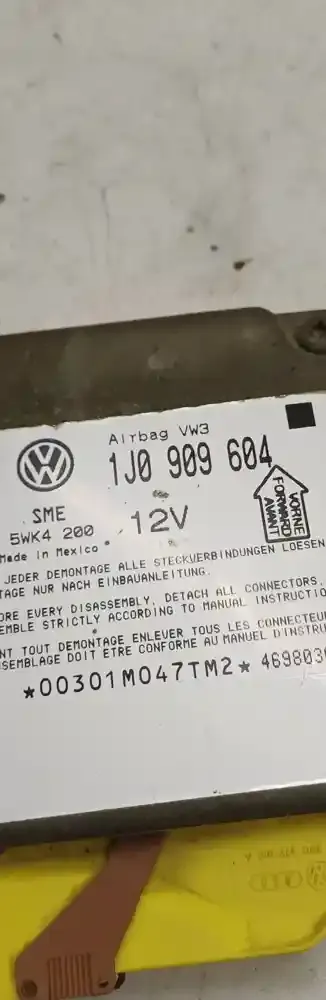 Airbag VW3
1J0 909 604
SME
5WK4 200
12V
Made in Mexico
VORNE
FORWARD
AVANT
JEDER DEMONTAGE ALLE STECKVERBINDUNGEN LOESEN
TAGE NUR NACH EINBAUANLEITUNG.
ORE EVERY DISASSEMBLY, DETACH ALL CONNECTORS.
EMBLE STRICTLY ACCORDING TO MANUAL INSTRUCTIO
NT TOUT DEMONTAGE ENLEVER TOUS LES CONNECTEUR
SEMBLAGE DOIT ETRE CONFORME AU MANUEL D'INSTRU
*00301M047TM2* 469803